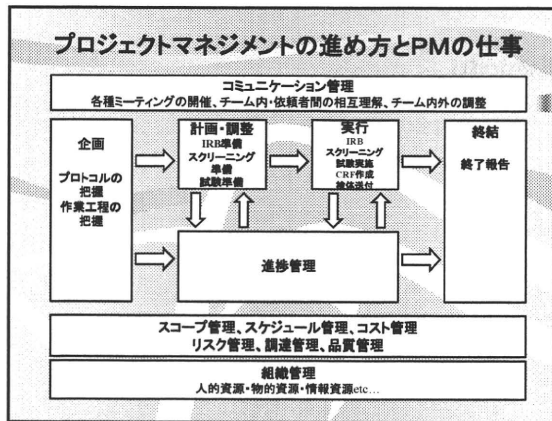 プロジェクトマネジメントの進め方とPMの仕事
コミュニケーション管理
各種ミーティングの開催、チーム内・依頼者間の相互理解、チーム内外の調整
企画
プロトコルの
把握
作業工程の
把握
計画・調整
IRB準備
スクリーニング
準備
試験準備
実行
IRB
スクリーニング
試験実施
CRF作成
検体送付
終結
終了報告
進捗管理
スコープ管理、スケジュール管理、コスト管理
リスク管理、調達管理、品質管理
組織管理
人的資源・物的資源・情報資源etc…